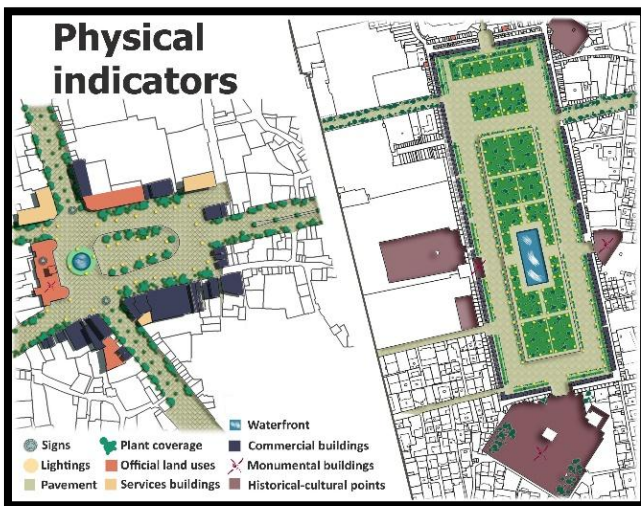 Physical
indicators
Waterfront
Signs
Plant coverage
Commercial buildings
Lightings
Official land uses
Monumental buildings
Pavement
Services buildings
Historical-cultural points